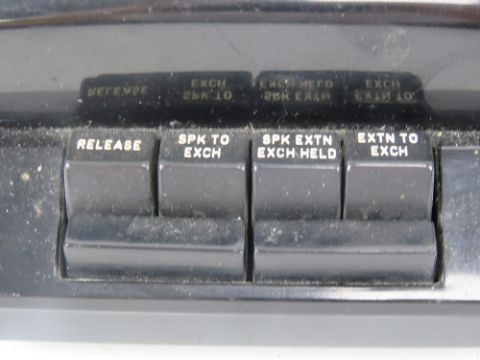 RELEASE
SPK TO
EXCH
SPK EXTN
EXCH HELD
EXTN TO
EXCH